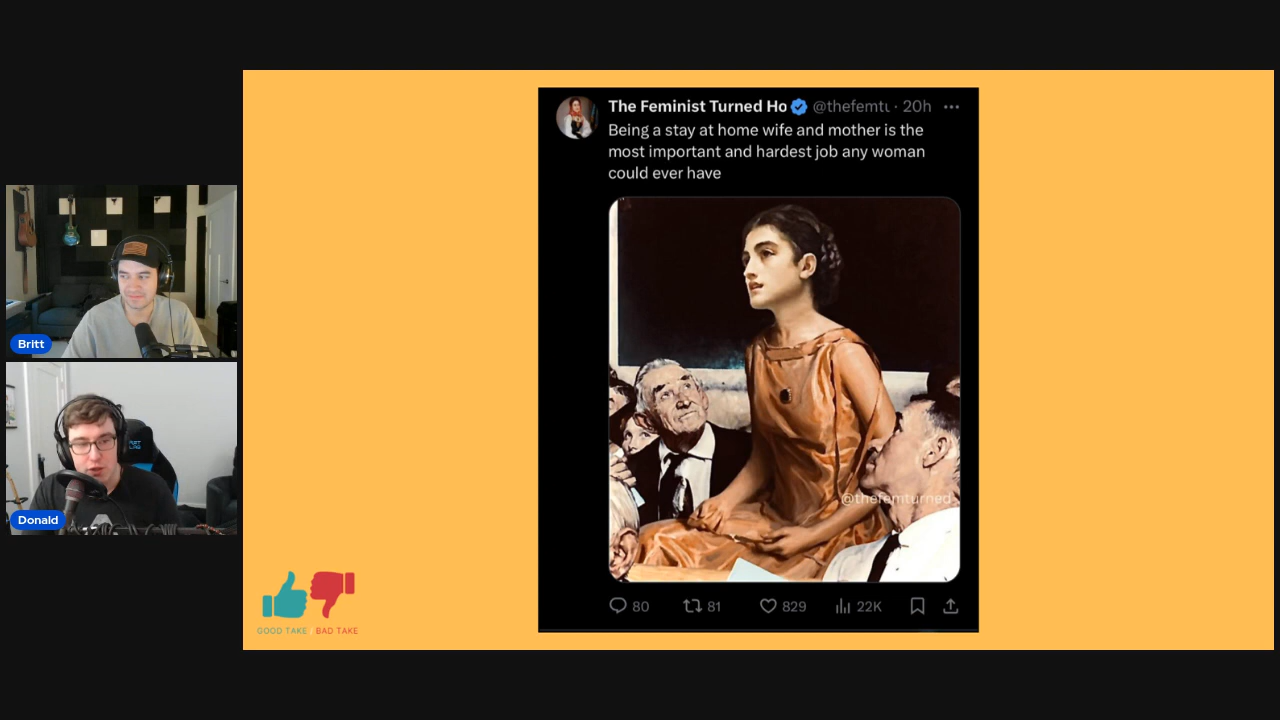 The Feminist Turned Ho @thefemtu · 20h
Being a stay at home wife and mother is the
most important and hardest job any woman
could ever have
@thefemturned
80 81 829 22K
Britt
Donald
GOOD TAKE / BAD TAKE